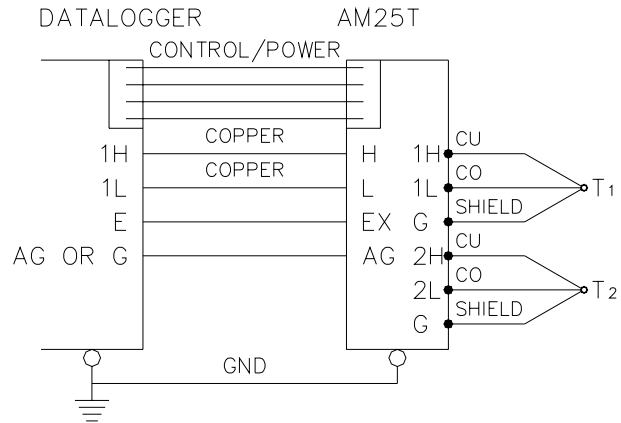 DATALOGGER AM25T
CONTROL/POWER
COPPER
1H H 1H CU
COPPER
1L L 1L CO
T1
E EX G SHIELD
AG OR G AG 2H CU
2L CO
T2
G SHIELD
GND